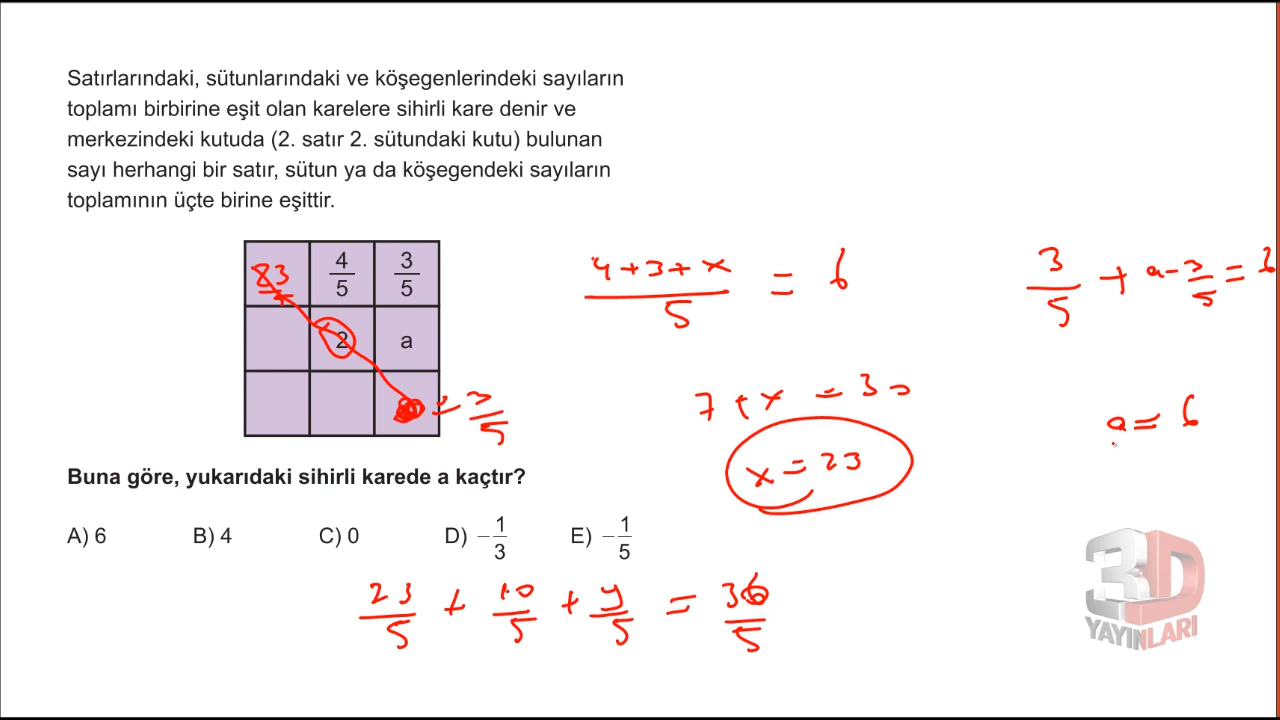 Satırlarındaki, sütunlarındaki ve köşegenlerindeki sayıların
toplamı birbirine eşit olan karelere sihirli kare denir ve
merkezindeki kutuda (2. satır 2. sütundaki kutu) bulunan
sayı herhangi bir satır, sütun ya da köşegendeki sayıların
toplamının üçte birine eşittir.
4/5 3/5
2 a
= 3/5
(4+3+x)/5 = 6
7+x = 30
x = 23
3/5 + a - 3/5 = 6
a = 6
Buna göre, yukarıdaki sihirli karede a kaçtır?
A) 6 B) 4 C) 0 D) -1/3 E) -1/5
23/5 + 10/5 + y/5 = 36/5
3D
YAYINLARI